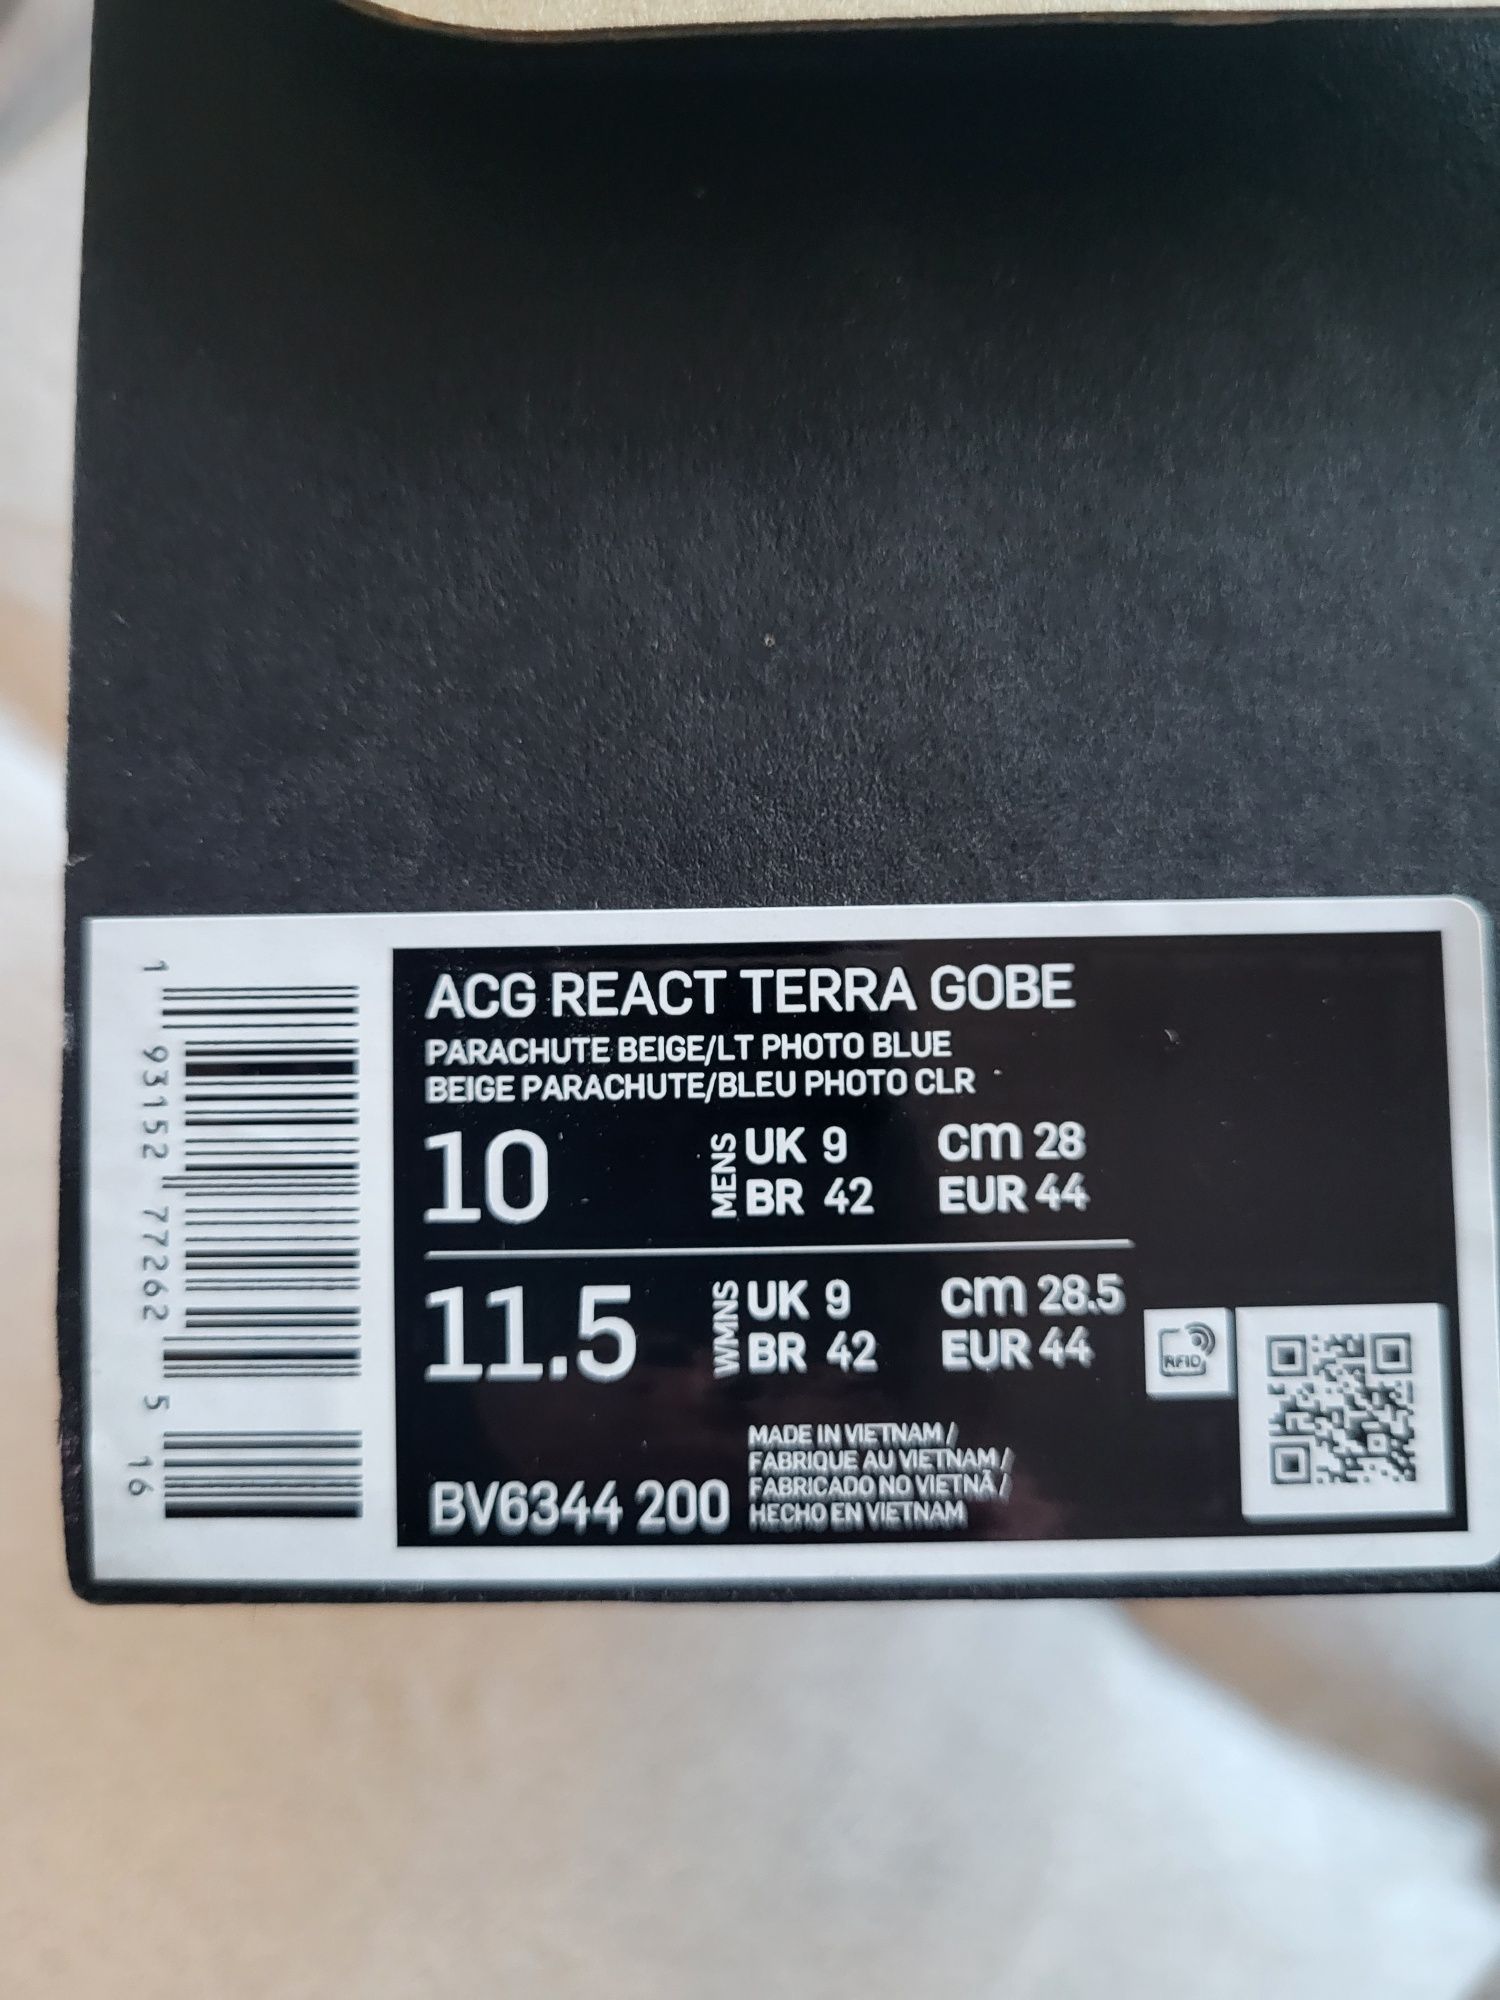 1 93152 77262 5 16
ACG REACT TERRA GOBE
PARACHUTE BEIGE/LT PHOTO BLUE
BEIGE PARACHUTE/BLEU PHOTO CLR
10 MENS UK 9 cm 28
BR 42 EUR 44
11.5 WMNS UK 9 cm 28.5
BR 42 EUR 44
RFID
MADE IN VIETNAM /
FABRIQUE AU VIETNAM /
FABRICADO NO VIETNÃ /
HECHO EN VIETNAM
BV6344 200